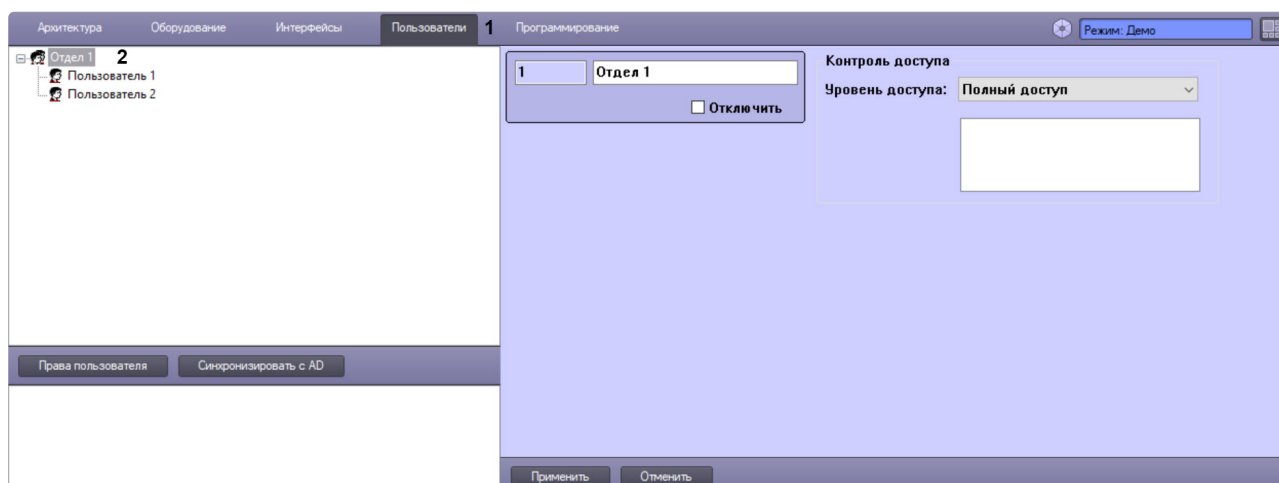 Архитектура Оборудование Интерфейсы Пользователи 1 Программирование Режим: Демо
Отдел 1 2
Пользователь 1
Пользователь 2
Права пользователя Синхронизировать с AD
1 Отдел 1
Отключить
Контроль доступа
Уровень доступа: Полный доступ
Применить Отменить